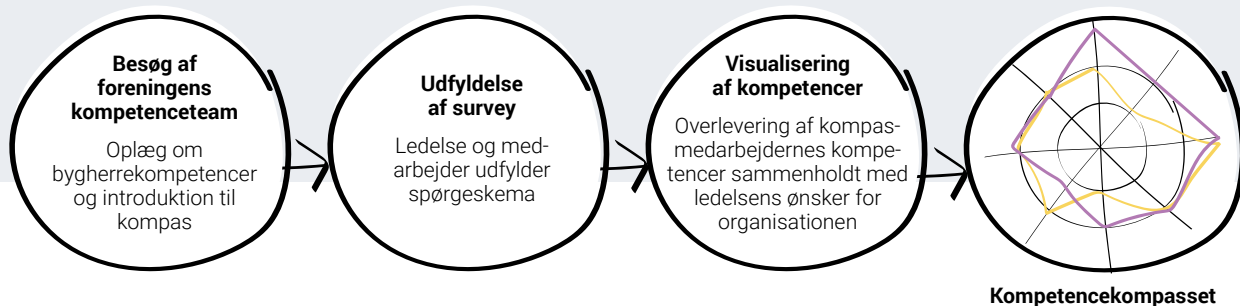 Besøg af
foreningens
kompetenceteam
Oplæg om
bygherrekompetencer
og introduktion til
kompas
Udfyldelse
af survey
Ledelse og med-
arbejder udfylder
spørgeskema
Visualisering
af kompetencer
Overlevering af kompas-
medarbejdernes kompe-
tencer sammenholdt med
ledelsens ønsker for
organisationen
Kompetencekompasset